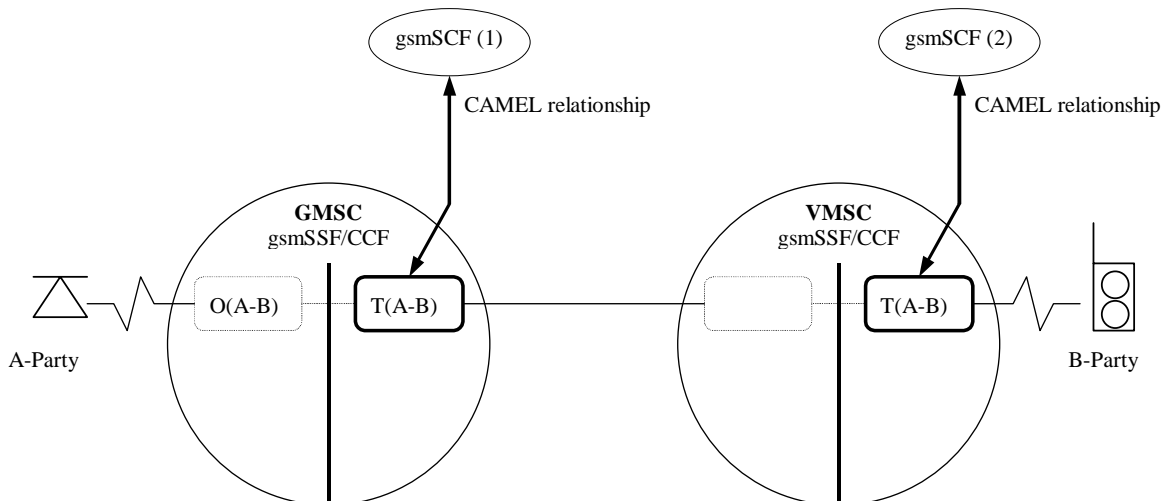 gsmSCF (1)
gsmSCF (2)
CAMEL relationship
CAMEL relationship
GMSC
gsmSSF/CCF
VMSC
gsmSSF/CCF
O(A-B)
T(A-B)
T(A-B)
A-Party
B-Party